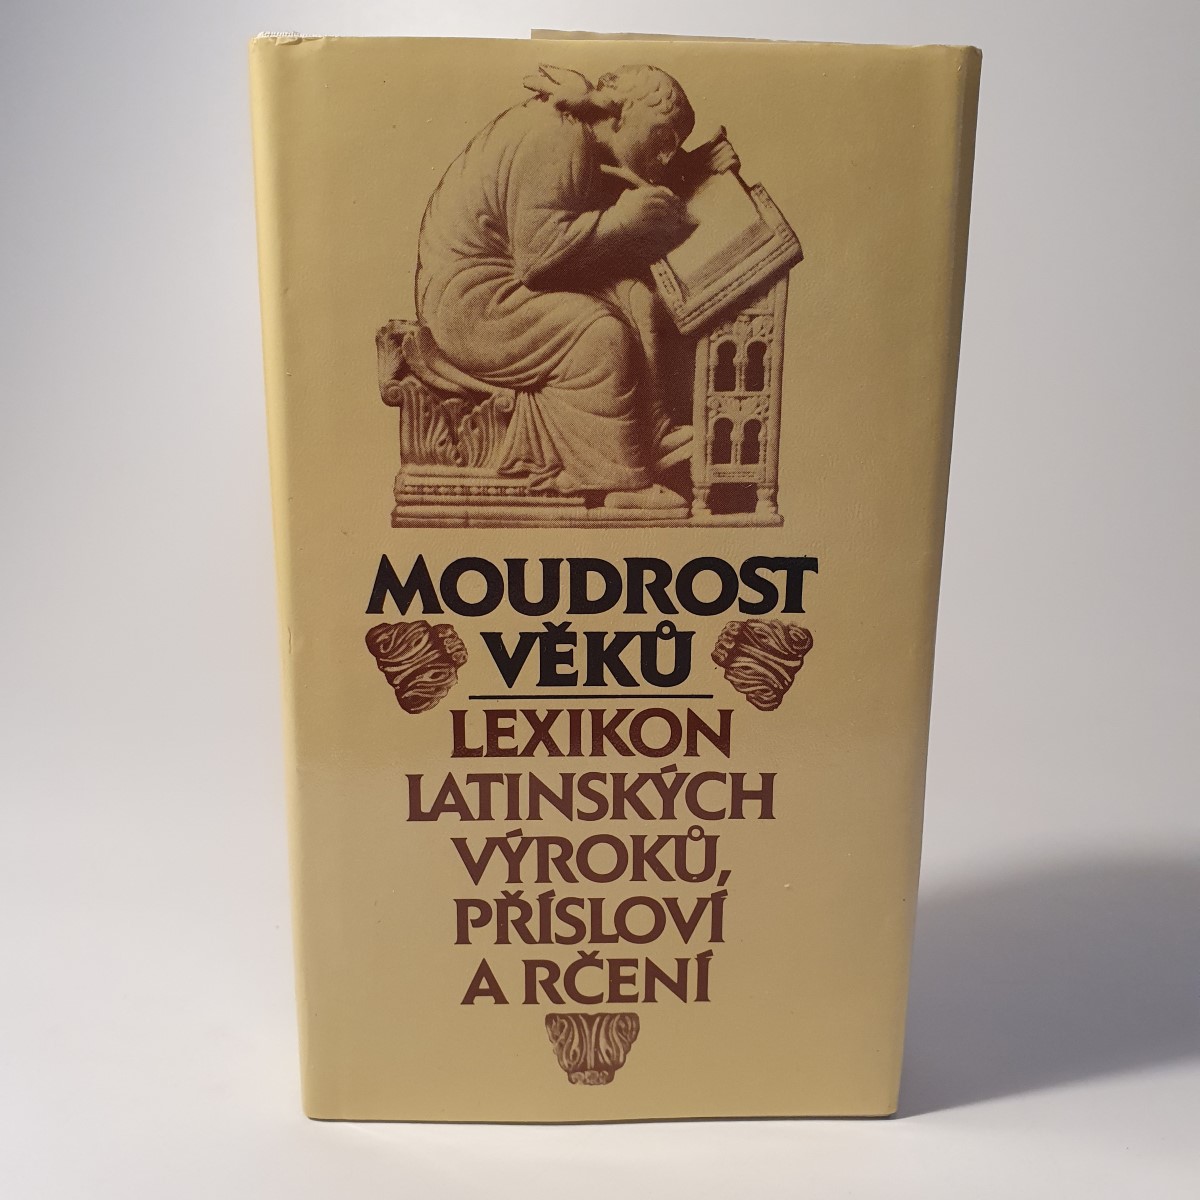 MOUDROST
VĚKŮ
LEXIKON
LATINSKÝCH
VÝROKŮ,
PŘÍSLOVÍ
A RČENÍ